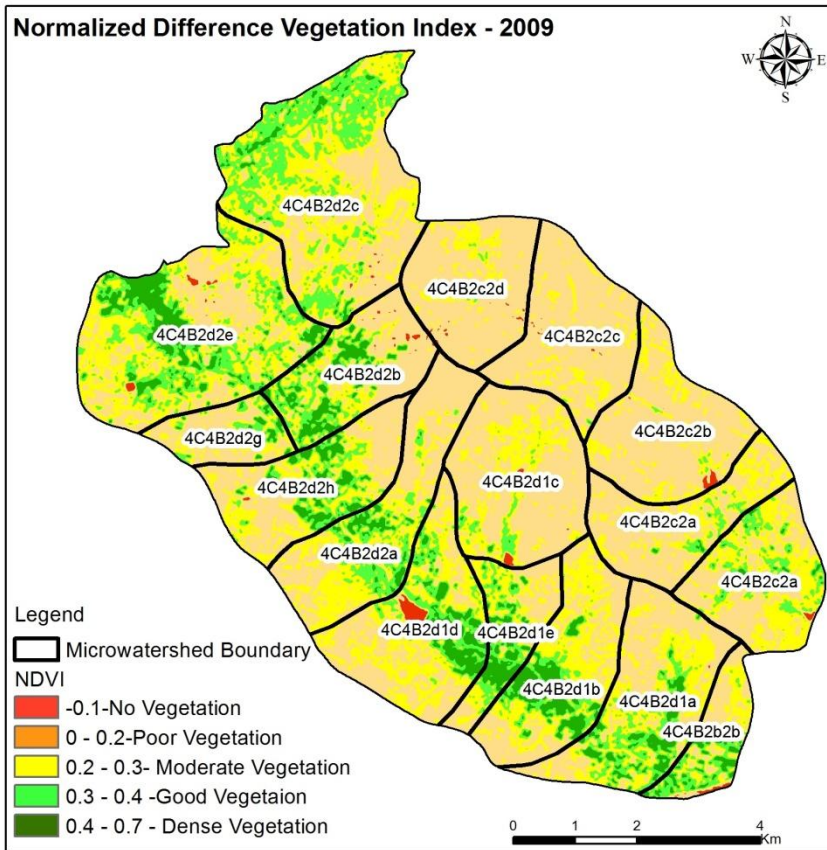 Normalized Difference Vegetation Index - 2009
N
W E
S
4C4B2d2c
4C4B2c2d
4C4B2d2e
4C4B2c2c
4C4B2d2b
4C4B2d2g
4C4B2c2b
4C4B2d1c
4C4B2d2h
4C4B2c2a
4C4B2d2a
4C4B2c2a
4C4B2d1d
4C4B2d1e
4C4B2d1b
4C4B2d1a
4C4B2b2b
Legend
Microwatershed Boundary
NDVI
-0.1-No Vegetation
0 - 0.2-Poor Vegetation
0.2 - 0.3- Moderate Vegetation
0.3 - 0.4 -Good Vegetaion
0.4 - 0.7 - Dense Vegetation
0 2 4
Km